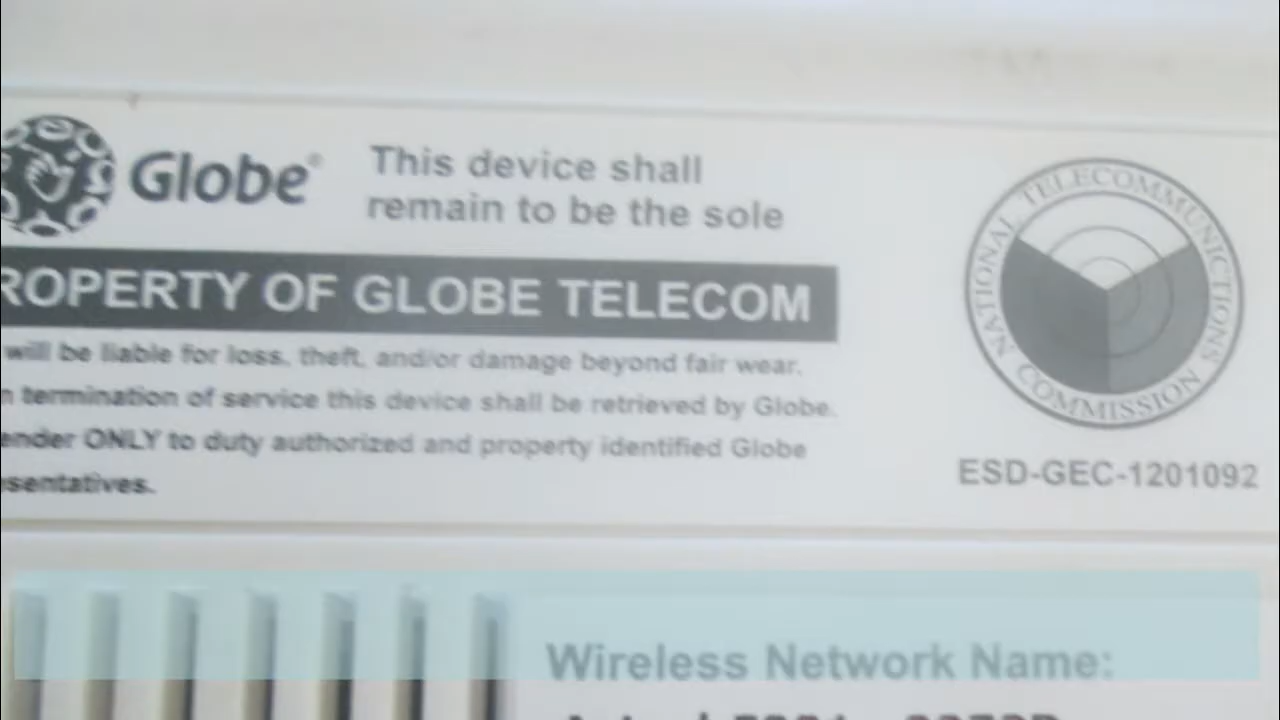 Globe®
This device shall
remain to be the sole
ROPERTY OF GLOBE TELECOM
will be liable for loss, theft, and/or damage beyond fair wear.
n termination of service this device shall be retrieved by Globe.
ender ONLY to duty authorized and property identified Globe
sentatives.
NATIONAL TELECOMMUNICTIONS COMMISSION
ESD-GEC-1201092
Wireless Network Name: